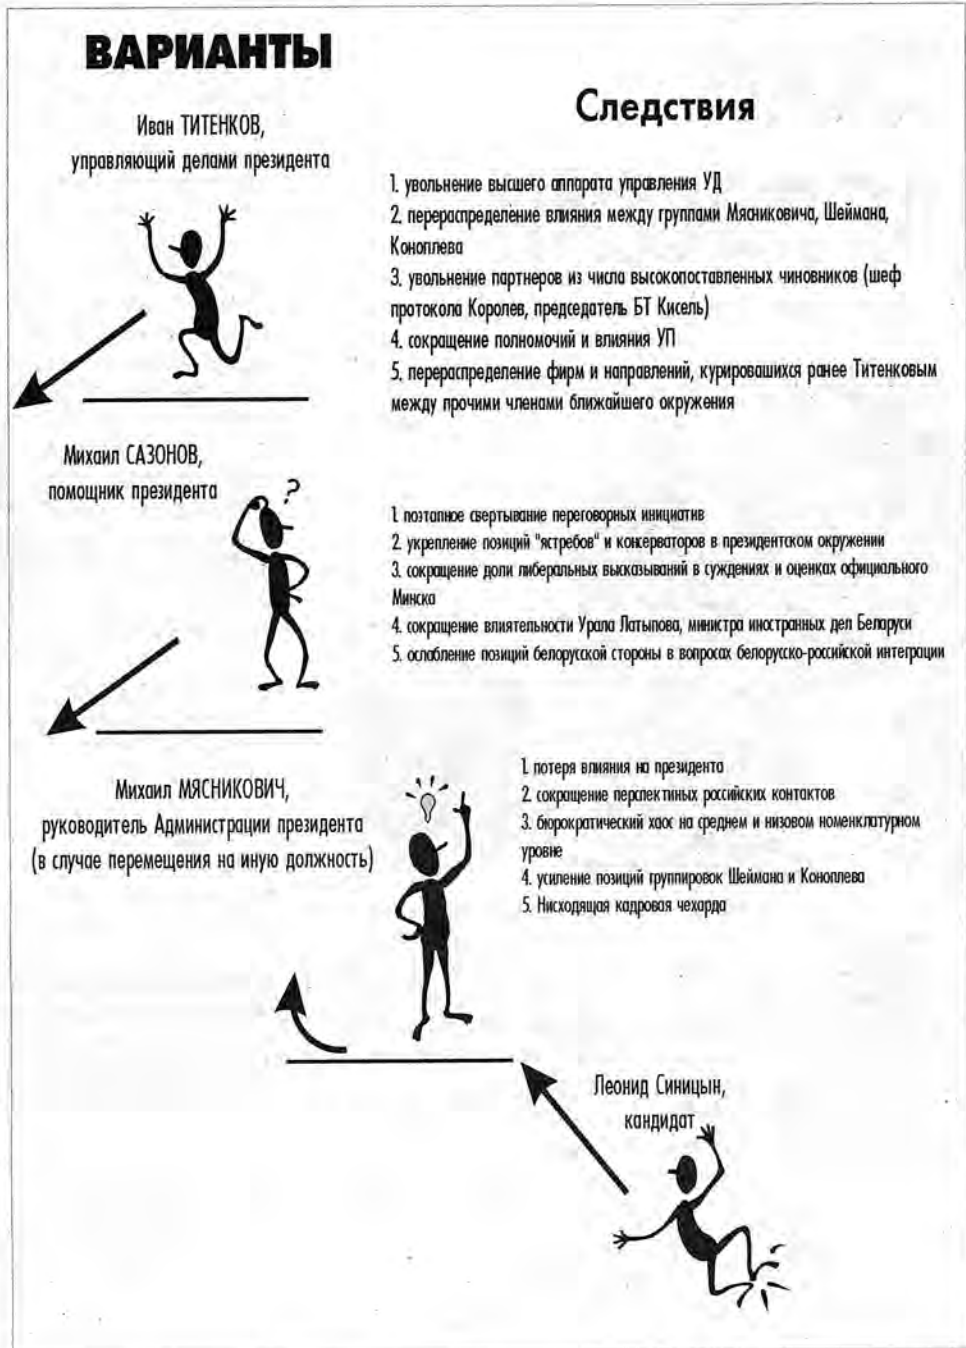 ВАРИАНТЫ
Следствия
Иван ТИТЕНКОВ,
управляющий делами президента
1. увольнение высшего аппарата управления УД
2. перераспределение влияния между группами Мясниковича, Шеймана,
Коноплева
3. увольнение партнеров из числа высокопоставленных чиновников (шеф
протокола Королев, председатель БТ Кисель)
4. сокращение полномочий и влияния УП
5. перераспределение фирм и направлений, курировашихся ранее Титенковым
между прочими членами ближайшего окружения
Михаил САЗОНОВ,
помощник президента
?
1. поэтапное свертывание переговорных инициатив
2. укрепление позиций "ястребов" и консерваторов в президентском окружении
3. сокращение доли либеральных высказываний в суждениях и оценках официального
Минска
4. сокращение влиятельности Урала Латыпова, министра иностранных дел Беларуси
5. ослабление позиций белорусской стороны в вопросах белорусско-российской интеграции
Михаил МЯСНИКОВИЧ,
руководитель Администрации президента
(в случае перемещения на иную должность)
1. потеря влияния на президента
2. сокращение перспектиных российских контактов
3. бюрократический хаос на среднем и низовом номенклатурном
уровне
4. усиление позиций группировок Шеймана и Коноплева
5. Нисходящая кадровая чехарда
Леонид Синицын,
кандидат